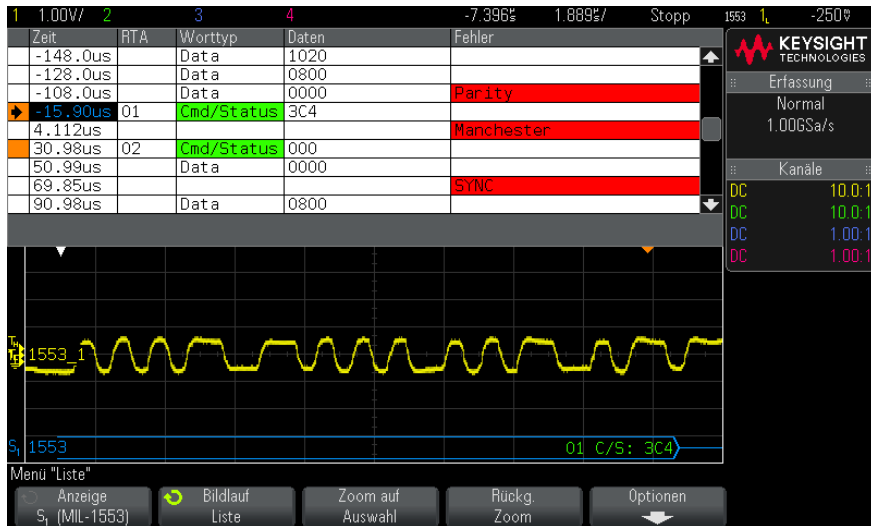 1 1.00V/ 2 3 4 -7.396µs 1.889µs/ Stopp 1553 1L -250mV
Zeit RTA Worttyp Daten Fehler
-148.0us Data 1020
-128.0us Data 0800
-108.0us Data 0000 Parity
-15.90us 01 Cmd/Status 3C4
4.112us Manchester
30.98us 02 Cmd/Status 000
50.99us Data 0000
69.85us SYNC
90.98us Data 0800
KEYSIGHT
TECHNOLOGIES
Erfassung
Normal
1.00GSa/s
Kanäle
DC 10.0:1
DC 10.0:1
DC 1.00:1
DC 1.00:1
1553_1
S1 1553 01 C/S: 3C4
Menü "Liste"
Anzeige
S1 (MIL-1553)
Bildlauf
Liste
Zoom auf
Auswahl
Rückg.
Zoom
Optionen